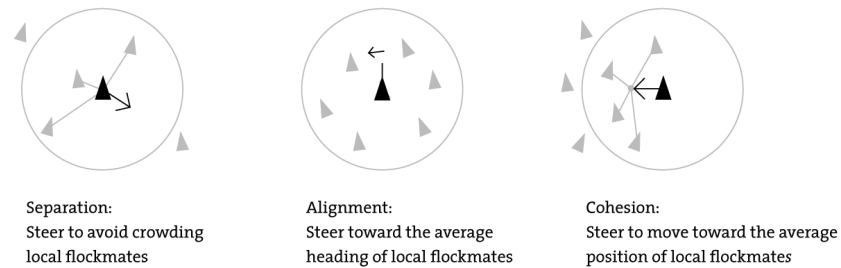 Separation:
Steer to avoid crowding
local flockmates
Alignment:
Steer toward the average
heading of local flockmates
Cohesion:
Steer to move toward the average
position of local flockmates